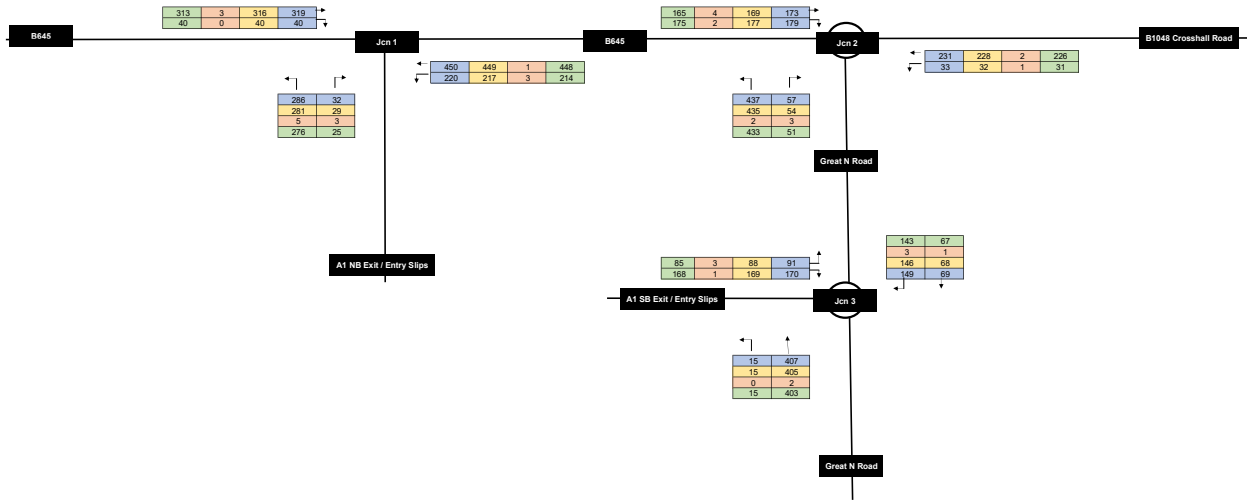 313 3 316 319
40 0 40 40
165 4 169 173
175 2 177 179
B645
Jcn 1
B645
Jcn 2
B1048 Crosshall Road
450 449 1 448
220 217 3 214
231 228 2 226
33 32 1 31
286 32
281 29
5 3
276 25
437 57
435 54
2 3
433 51
Great N Road
143 67
3 1
146 68
149 69
A1 NB Exit / Entry Slips
85 3 88 91
168 1 169 170
A1 SB Exit / Entry Slips
Jcn 3
15 407
15 405
0 2
15 403
Great N Road